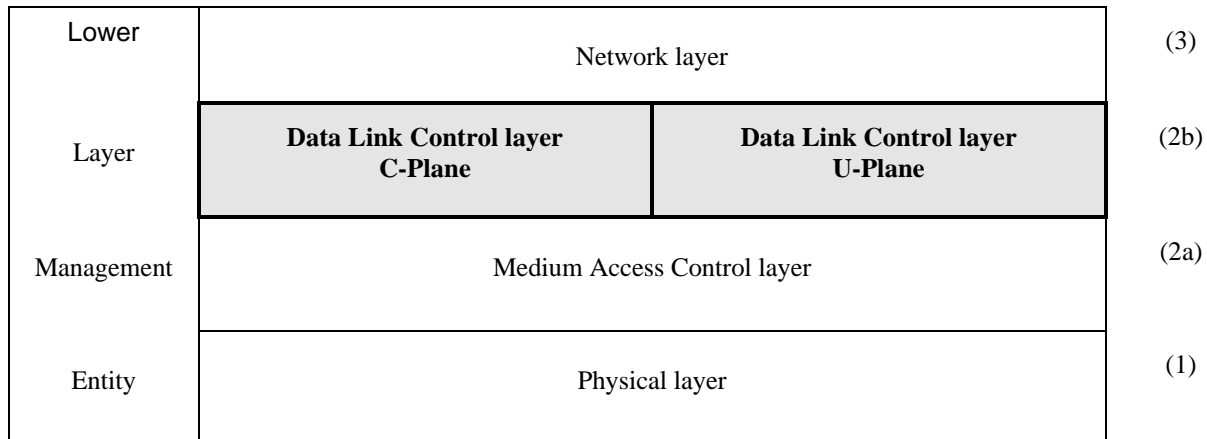 Lower
Network layer
(3)
Layer
Data Link Control layer
C-Plane
Data Link Control layer
U-Plane
(2b)
Management
Medium Access Control layer
(2a)
Entity
Physical layer
(1)